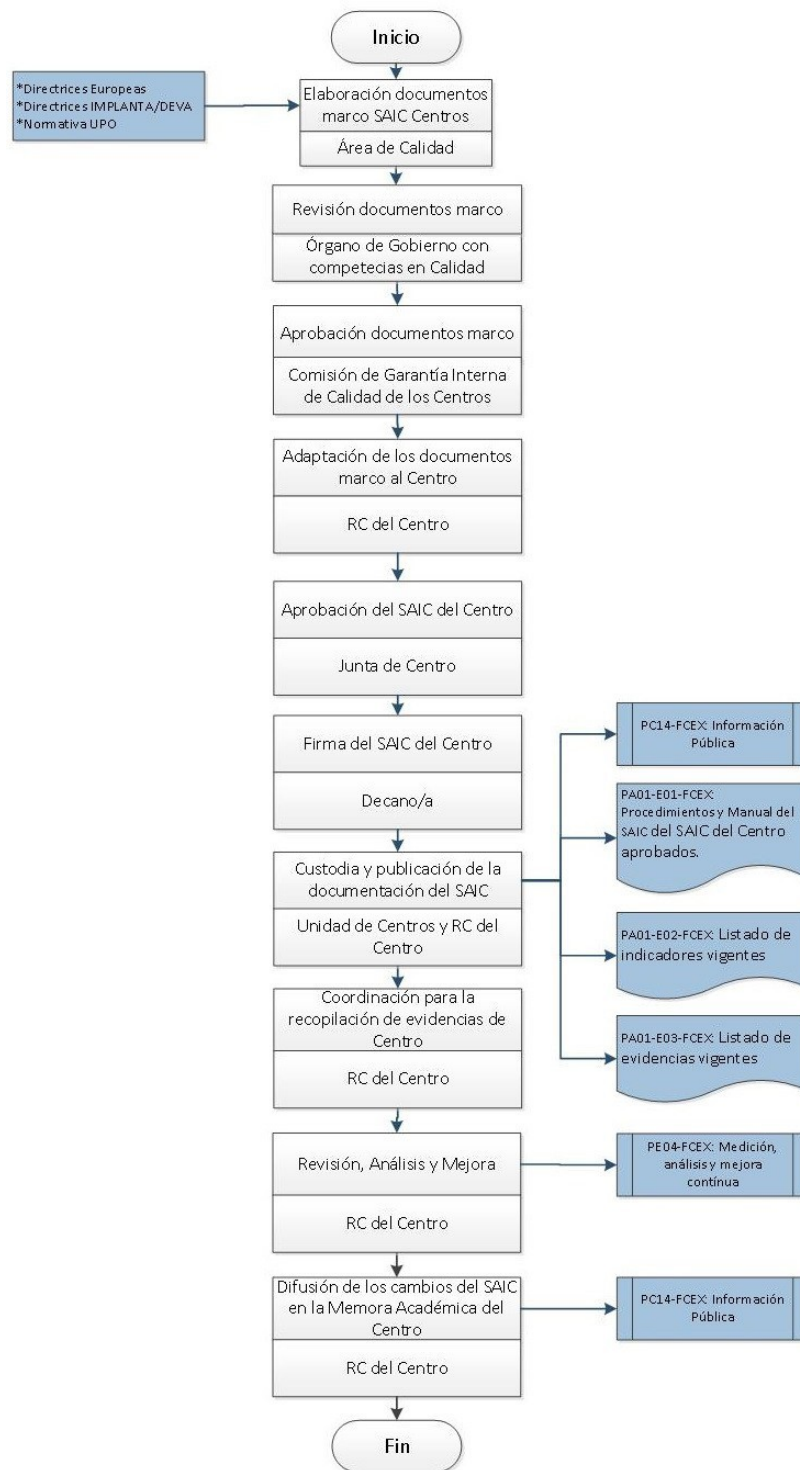 Inicio
*Directrices Europeas
*Directrices IMPLANTA/DEVA
*Normativa UPO
Elaboración documentos
marco SAIC Centros
Área de Calidad
Revisión documentos marco
Órgano de Gobierno con
competecias en Calidad
Aprobación documentos marco
Comisión de Garantía Interna
de Calidad de los Centros
Adaptación de los documentos
marco al Centro
RC del Centro
Aprobación del SAIC del Centro
Junta de Centro
Firma del SAIC del Centro
Decano/a
Custodia y publicación de la
documentación del SAIC
Unidad de Centros y RC del
Centro
PC14-FCEX: Información
Pública
PA01-E01-FCEX:
Procedimientos y Manual del
SAIC del SAIC del Centro
aprobados.
PA01-E02-FCEX: Listado de
indicadores vigentes
PA01-E03-FCEX: Listado de
evidencias vigentes
Coordinación para la
recopilación de evidencias de
Centro
RC del Centro
Revisión, Análisis y Mejora
RC del Centro
PE04-FCEX: Medición,
análisis y mejora
contínua
Difusión de los cambios del SAIC
en la Memora Académica del
Centro
RC del Centro
PC14-FCEX: Información
Pública
Fin